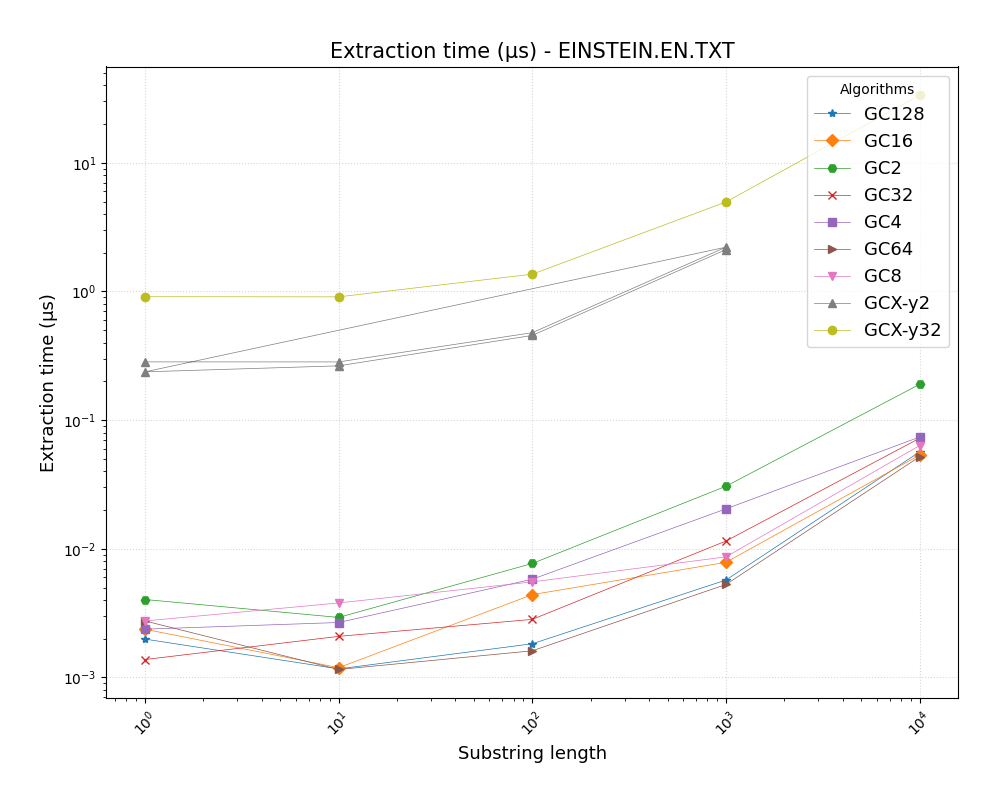 Extraction time (µs) - EINSTEIN.EN.TXT
Extraction time (µs)
10¹
10⁰
10⁻¹
10⁻²
10⁻³
Algorithms
GC128
GC16
GC2
GC32
GC4
GC64
GC8
GCX-y2
GCX-y32
10⁰
10¹
10²
10³
10⁴
Substring length